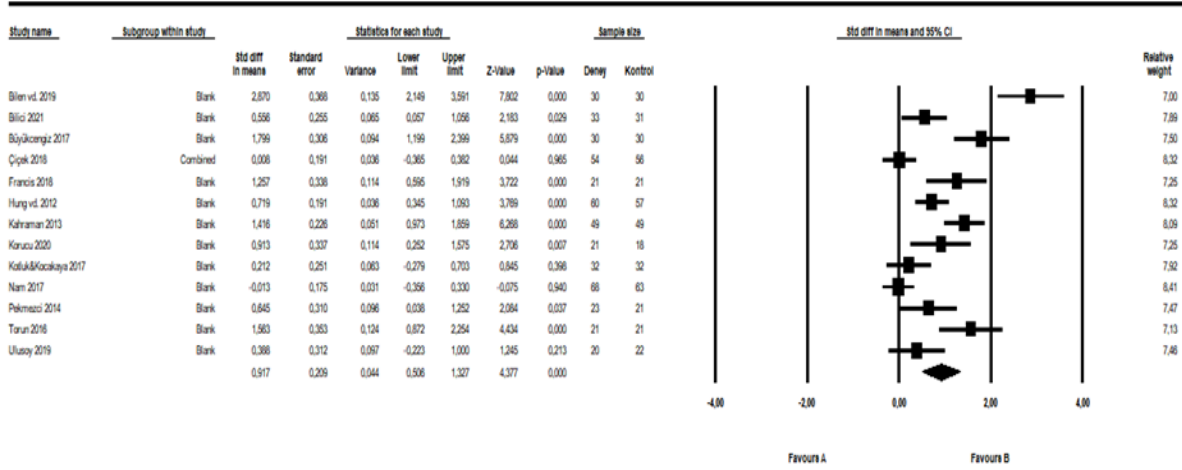 Study name Subgroup within study Statistics for each study Sample size Std diff in means and 95% CI
Std diff in means Standard error Variance Lower limit Upper limit Z-Value p-Value Deney Kontrol Relative weight
Bilen vd. 2019 Blank 2,870 0,368 0,135 2,149 3,591 7,802 0,000 30 30 7,00
Bilici 2021 Blank 0,556 0,255 0,065 0,057 1,056 2,183 0,029 33 31 7,89
Büyükcengiz 2017 Blank 1,799 0,306 0,094 1,199 2,399 5,879 0,000 30 30 7,50
Çiçek 2018 Combined 0,008 0,191 0,036 -0,365 0,382 0,044 0,965 54 56 8,32
Francis 2018 Blank 1,257 0,338 0,114 0,595 1,919 3,722 0,000 21 21 7,25
Hung vd. 2012 Blank 0,719 0,191 0,036 0,345 1,093 3,769 0,000 60 57 8,32
Kahraman 2013 Blank 1,416 0,226 0,051 0,973 1,859 6,268 0,000 49 49 8,09
Korucu 2020 Blank 0,913 0,337 0,114 0,252 1,575 2,706 0,007 21 18 7,25
Kotluk&Kocakaya 2017 Blank 0,212 0,251 0,063 -0,279 0,703 0,845 0,398 32 32 7,92
Nam 2017 Blank -0,013 0,175 0,031 -0,356 0,330 -0,075 0,940 68 63 8,41
Pekmezci 2014 Blank 0,645 0,310 0,096 0,038 1,252 2,084 0,037 23 21 7,47
Torun 2016 Blank 1,563 0,353 0,124 0,872 2,254 4,434 0,000 21 21 7,13
Ulusoy 2019 Blank 0,388 0,312 0,097 -0,223 1,000 1,245 0,213 20 22 7,46
0,917 0,209 0,044 0,506 1,327 4,377 0,000
-4,00 -2,00 0,00 2,00 4,00
Favours A Favours B